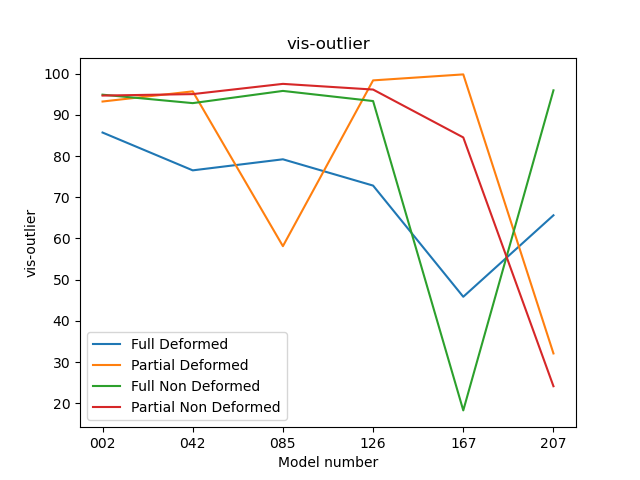 vis-outlier
100
90
80
70
60
50
40
30
20
vis-outlier
Full Deformed
Partial Deformed
Full Non Deformed
Partial Non Deformed
002 042 085 126 167 207
Model number